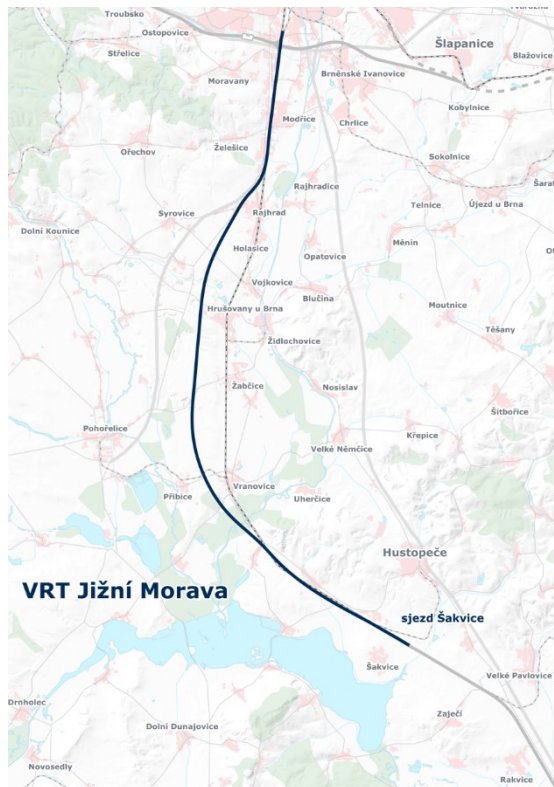 Troubsko
Ostopovice
Šlapanice
Střelice
Blažovice
Moravany
Brněnské Ivanovice
Kobylnice
Modřice
Chrlice
Ořechov
Želešice
Sokolnice
Rajhradice
Telnice
Újezd u Brna
Syrovice
Rajhrad
Dolní Kounice
Holasice
Měnín
Opatovice
Vojkovice
Blučina
Moutnice
Hrušovany u Brna
Těšany
Židlochovice
Žabčice
Nosislav
Šitbořice
Pohořelice
Křepice
Velké Němčice
Vranovice
Přibice
Uherčice
Hustopeče
VRT Jižní Morava
sjezd Šakvice
Šakvice
Velké Pavlovice
Drnholec
Zaječí
Dolní Dunajovice
Novosedly
Rakvice